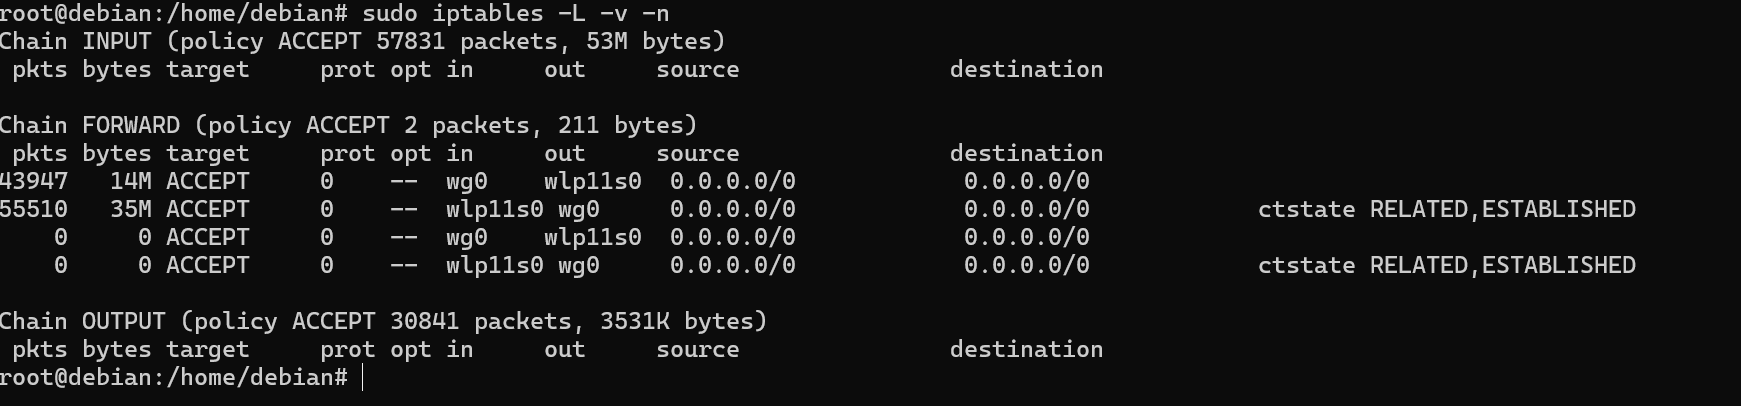 root@debian:/home/debian# sudo iptables -L -v -n
Chain INPUT (policy ACCEPT 57831 packets, 53M bytes)
 pkts bytes target     prot opt in     out     source               destination

Chain FORWARD (policy ACCEPT 2 packets, 211 bytes)
 pkts bytes target     prot opt in     out     source               destination
43947   14M ACCEPT     0    --  wg0    wlp11s0  0.0.0.0/0            0.0.0.0/0
55510   35M ACCEPT     0    --  wlp11s0 wg0     0.0.0.0/0            0.0.0.0/0            ctstate RELATED,ESTABLISHED
    0     0 ACCEPT     0    --  wg0    wlp11s0  0.0.0.0/0            0.0.0.0/0
    0     0 ACCEPT     0    --  wlp11s0 wg0     0.0.0.0/0            0.0.0.0/0            ctstate RELATED,ESTABLISHED

Chain OUTPUT (policy ACCEPT 30841 packets, 3531K bytes)
 pkts bytes target     prot opt in     out     source               destination
root@debian:/home/debian#